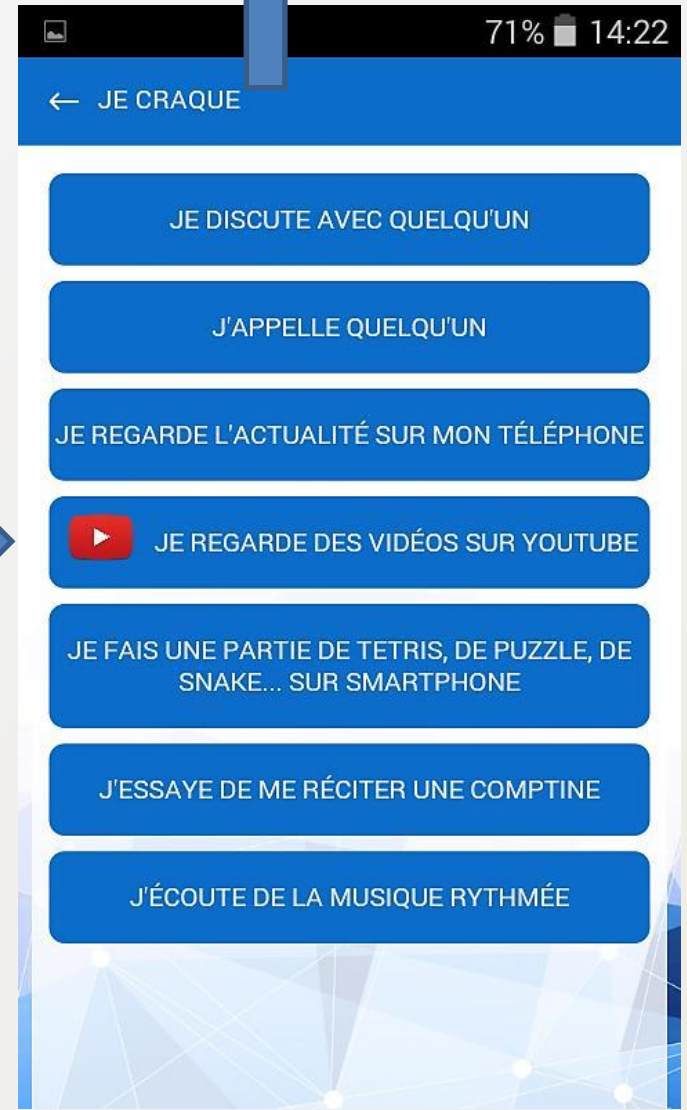 71% 14:22
← JE CRAQUE
JE DISCUTE AVEC QUELQU'UN
J'APPELLE QUELQU'UN
JE REGARDE L'ACTUALITÉ SUR MON TÉLÉPHONE
JE REGARDE DES VIDÉOS SUR YOUTUBE
JE FAIS UNE PARTIE DE TETRIS, DE PUZZLE, DE
SNAKE... SUR SMARTPHONE
J'ESSAYE DE ME RÉCITER UNE COMPTINE
J'ÉCOUTE DE LA MUSIQUE RYTHMÉE